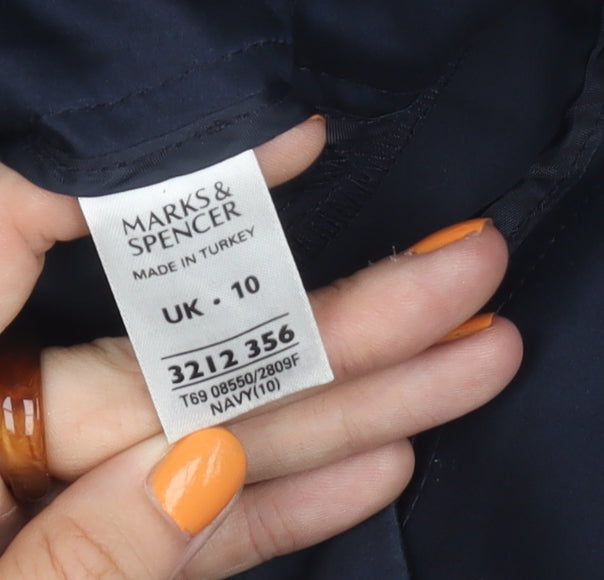 MARKS &
SPENCER
MADE IN TURKEY
UK • 10
3212 356
T69 08550/2809F
NAVY(10)